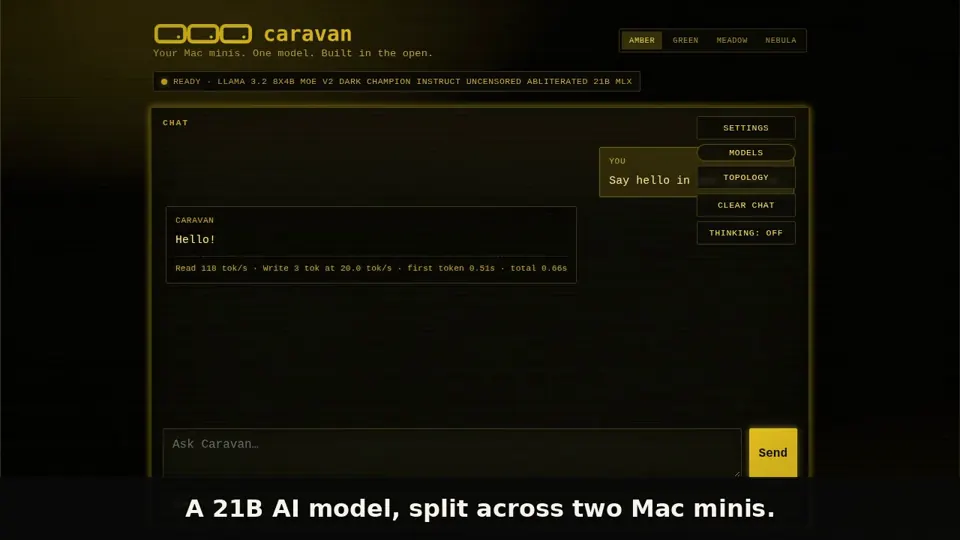 caravan
Your Mac minis. One model. Built in the open.
AMBER GREEN MEADOW NEBULA
READY · LLAMA 3.2 8X4B MOE V2 DARK CHAMPION INSTRUCT UNCENSORED ABLITERATED 21B MLX
CHAT
SETTINGS
MODELS
TOPOLOGY
CLEAR CHAT
THINKING: OFF
YOU
Say hello in
CARAVAN
Hello!
Read 118 tok/s · Write 3 tok at 20.0 tok/s · first token 0.51s · total 0.66s
Ask Caravan…
Send
A 21B AI model, split across two Mac minis.